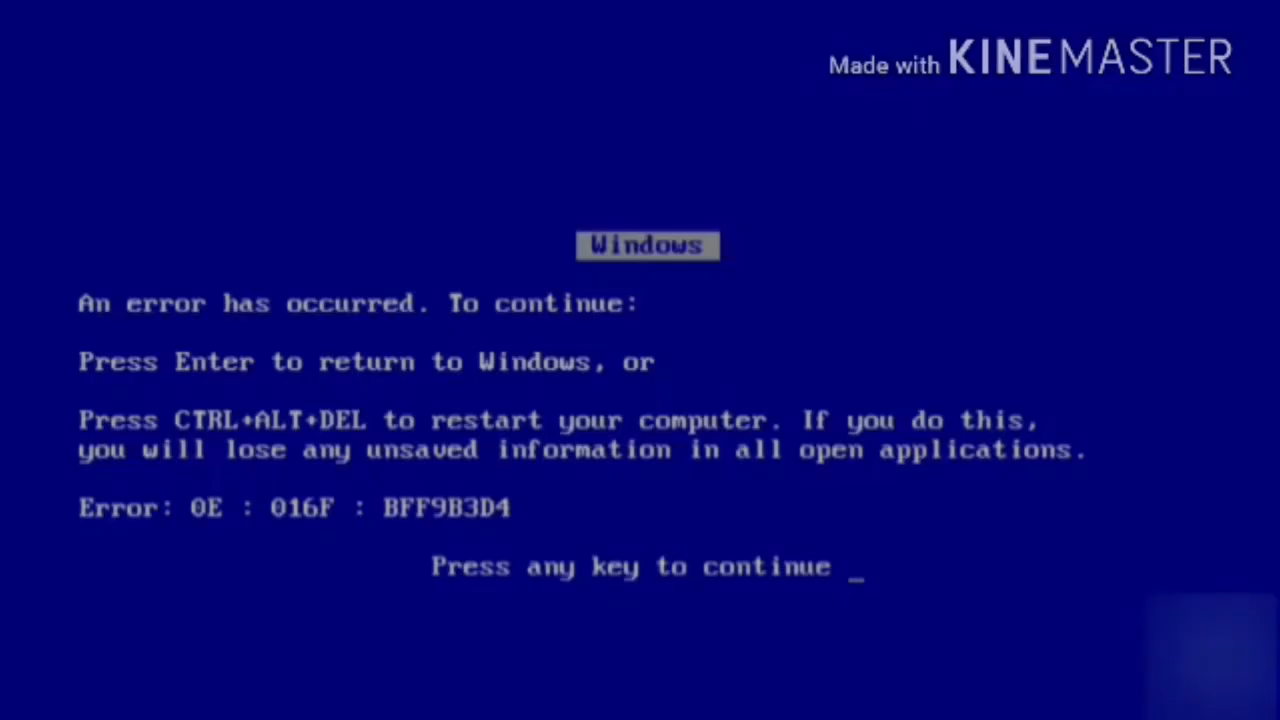 Made with KINEMASTER
Windows
An error has occurred. To continue:
Press Enter to return to Windows, or
Press CTRL+ALT+DEL to restart your computer. If you do this,
you will lose any unsaved information in all open applications.
Error: 0E : 016F : BFF9B3D4
Press any key to continue _